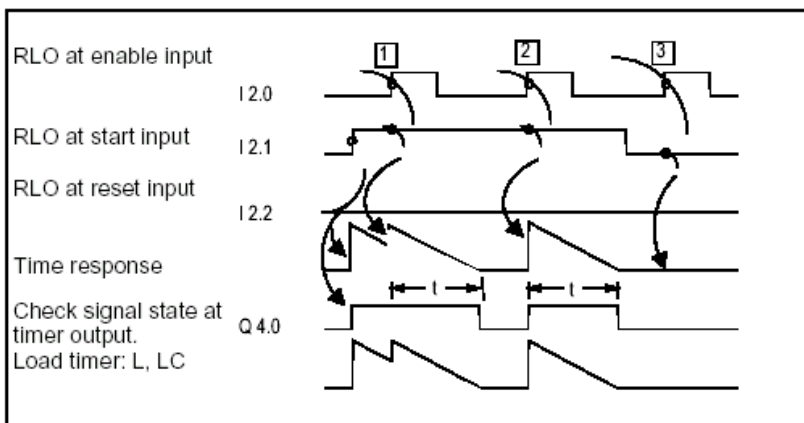 1 2 3
RLO at enable input
I 2.0
RLO at start input
I 2.1
RLO at reset input
I 2.2
Time response
t t
Check signal state at
timer output.
Q 4.0
Load timer: L, LC